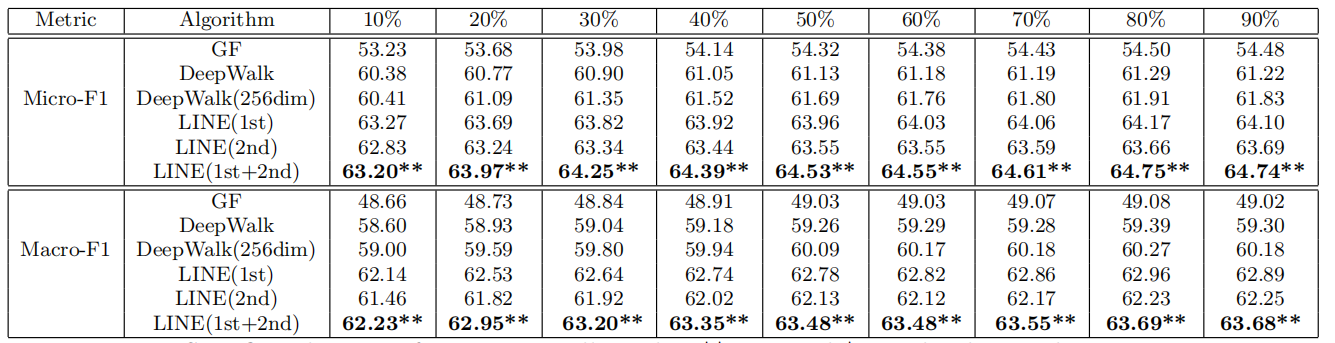 Metric Algorithm 10% 20% 30% 40% 50% 60% 70% 80% 90%
GF 53.23 53.68 53.98 54.14 54.32 54.38 54.43 54.50 54.48
DeepWalk 60.38 60.77 60.90 61.05 61.13 61.18 61.19 61.29 61.22
Micro-F1 DeepWalk(256dim) 60.41 61.09 61.35 61.52 61.69 61.76 61.80 61.91 61.83
LINE(1st) 63.27 63.69 63.82 63.92 63.96 64.03 64.06 64.17 64.10
LINE(2nd) 62.83 63.24 63.34 63.44 63.55 63.55 63.59 63.66 63.69
LINE(1st+2nd) 63.20** 63.97** 64.25** 64.39** 64.53** 64.55** 64.61** 64.75** 64.74**
GF 48.66 48.73 48.84 48.91 49.03 49.03 49.07 49.08 49.02
DeepWalk 58.60 58.93 59.04 59.18 59.26 59.29 59.28 59.39 59.30
Macro-F1 DeepWalk(256dim) 59.00 59.59 59.80 59.94 60.09 60.17 60.18 60.27 60.18
LINE(1st) 62.14 62.53 62.64 62.74 62.78 62.82 62.86 62.96 62.89
LINE(2nd) 61.46 61.82 61.92 62.02 62.13 62.12 62.17 62.23 62.25
LINE(1st+2nd) 62.23** 62.95** 63.20** 63.35** 63.48** 63.48** 63.55** 63.69** 63.68**